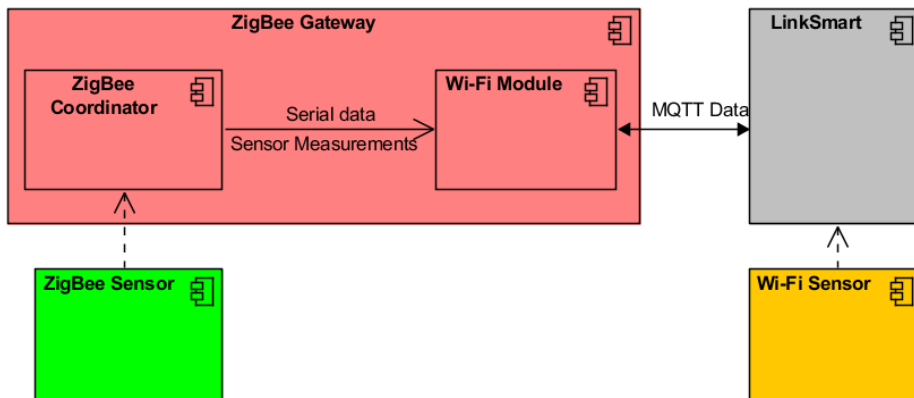 ZigBee Gateway
LinkSmart
ZigBee
Coordinator
Wi-Fi Module
Serial data
Sensor Measurements
MQTT Data
ZigBee Sensor
Wi-Fi Sensor